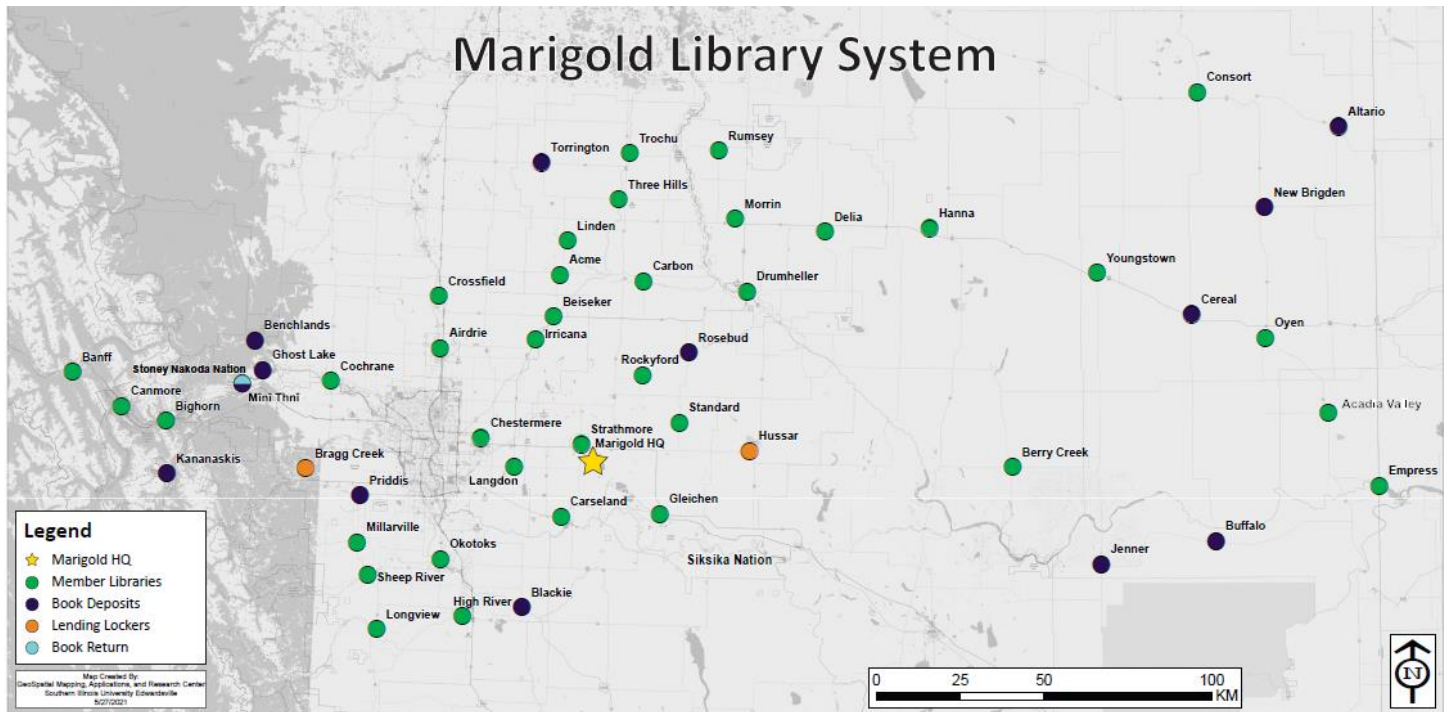 Marigold Library System
Consort
Altario
Torrington
Trochu
Rumsey
New Brigden
Three Hills
Morrin
Delia
Hanna
Linden
Youngstown
Acme
Carbon
Drumheller
Crossfield
Cereal
Beiseker
Oyen
Benchlands
Airdrie
Irricana
Rosebud
Banff
Ghost Lake
Stoney Nakoda Nation
Cochrane
Rockyford
Mini Thni
Canmore
Bighorn
Acadia Valley
Standard
Chestermere
Strathmore
Marigold HQ
Hussar
Kananaskis
Bragg Creek
Langdon
Berry Creek
Priddis
Empress
Carseland
Gleichen
Millarville
Okotoks
Buffalo
Jenner
Siksika Nation
Sheep River
Blackie
High River
Longview
Legend
Marigold HQ
Member Libraries
Book Deposits
Lending Lockers
Book Return
Map Created By:
GeoSpatial Mapping, Applications, and Research Center
Southern Illinois University Edwardsville
5/27/2021
0 25 50 100
KM
N